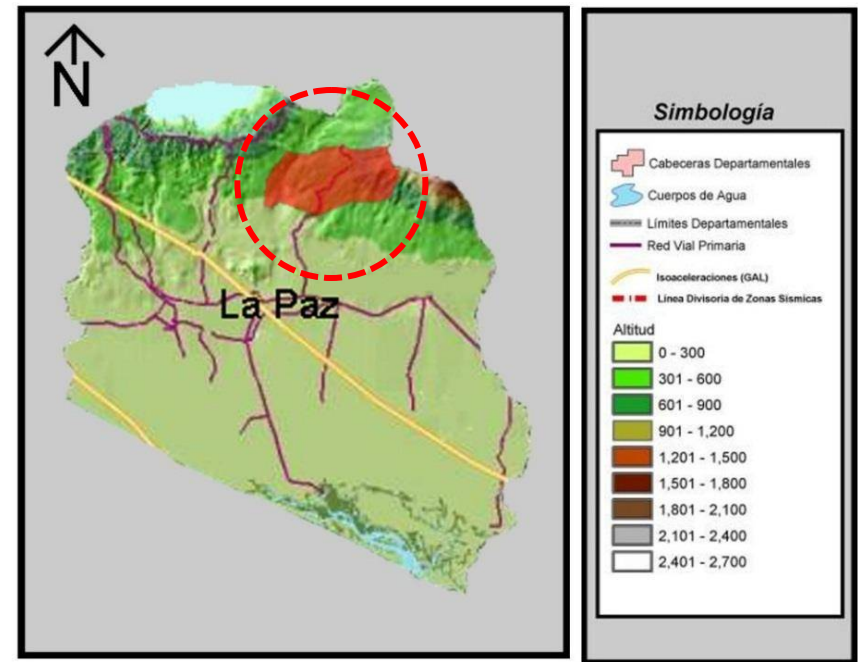 N
La Paz
Simbología
Cabeceras Departamentales
Cuerpos de Agua
Límites Departamentales
Red Vial Primaria
Isoaceleraciones (GAL)
Linea Divisoria de Zonas Sísmicas
Altitud
0 - 300
301 - 600
601 - 900
901 - 1,200
1,201 - 1,500
1,501 - 1,800
1,801 - 2,100
2,101 - 2,400
2,401 - 2,700